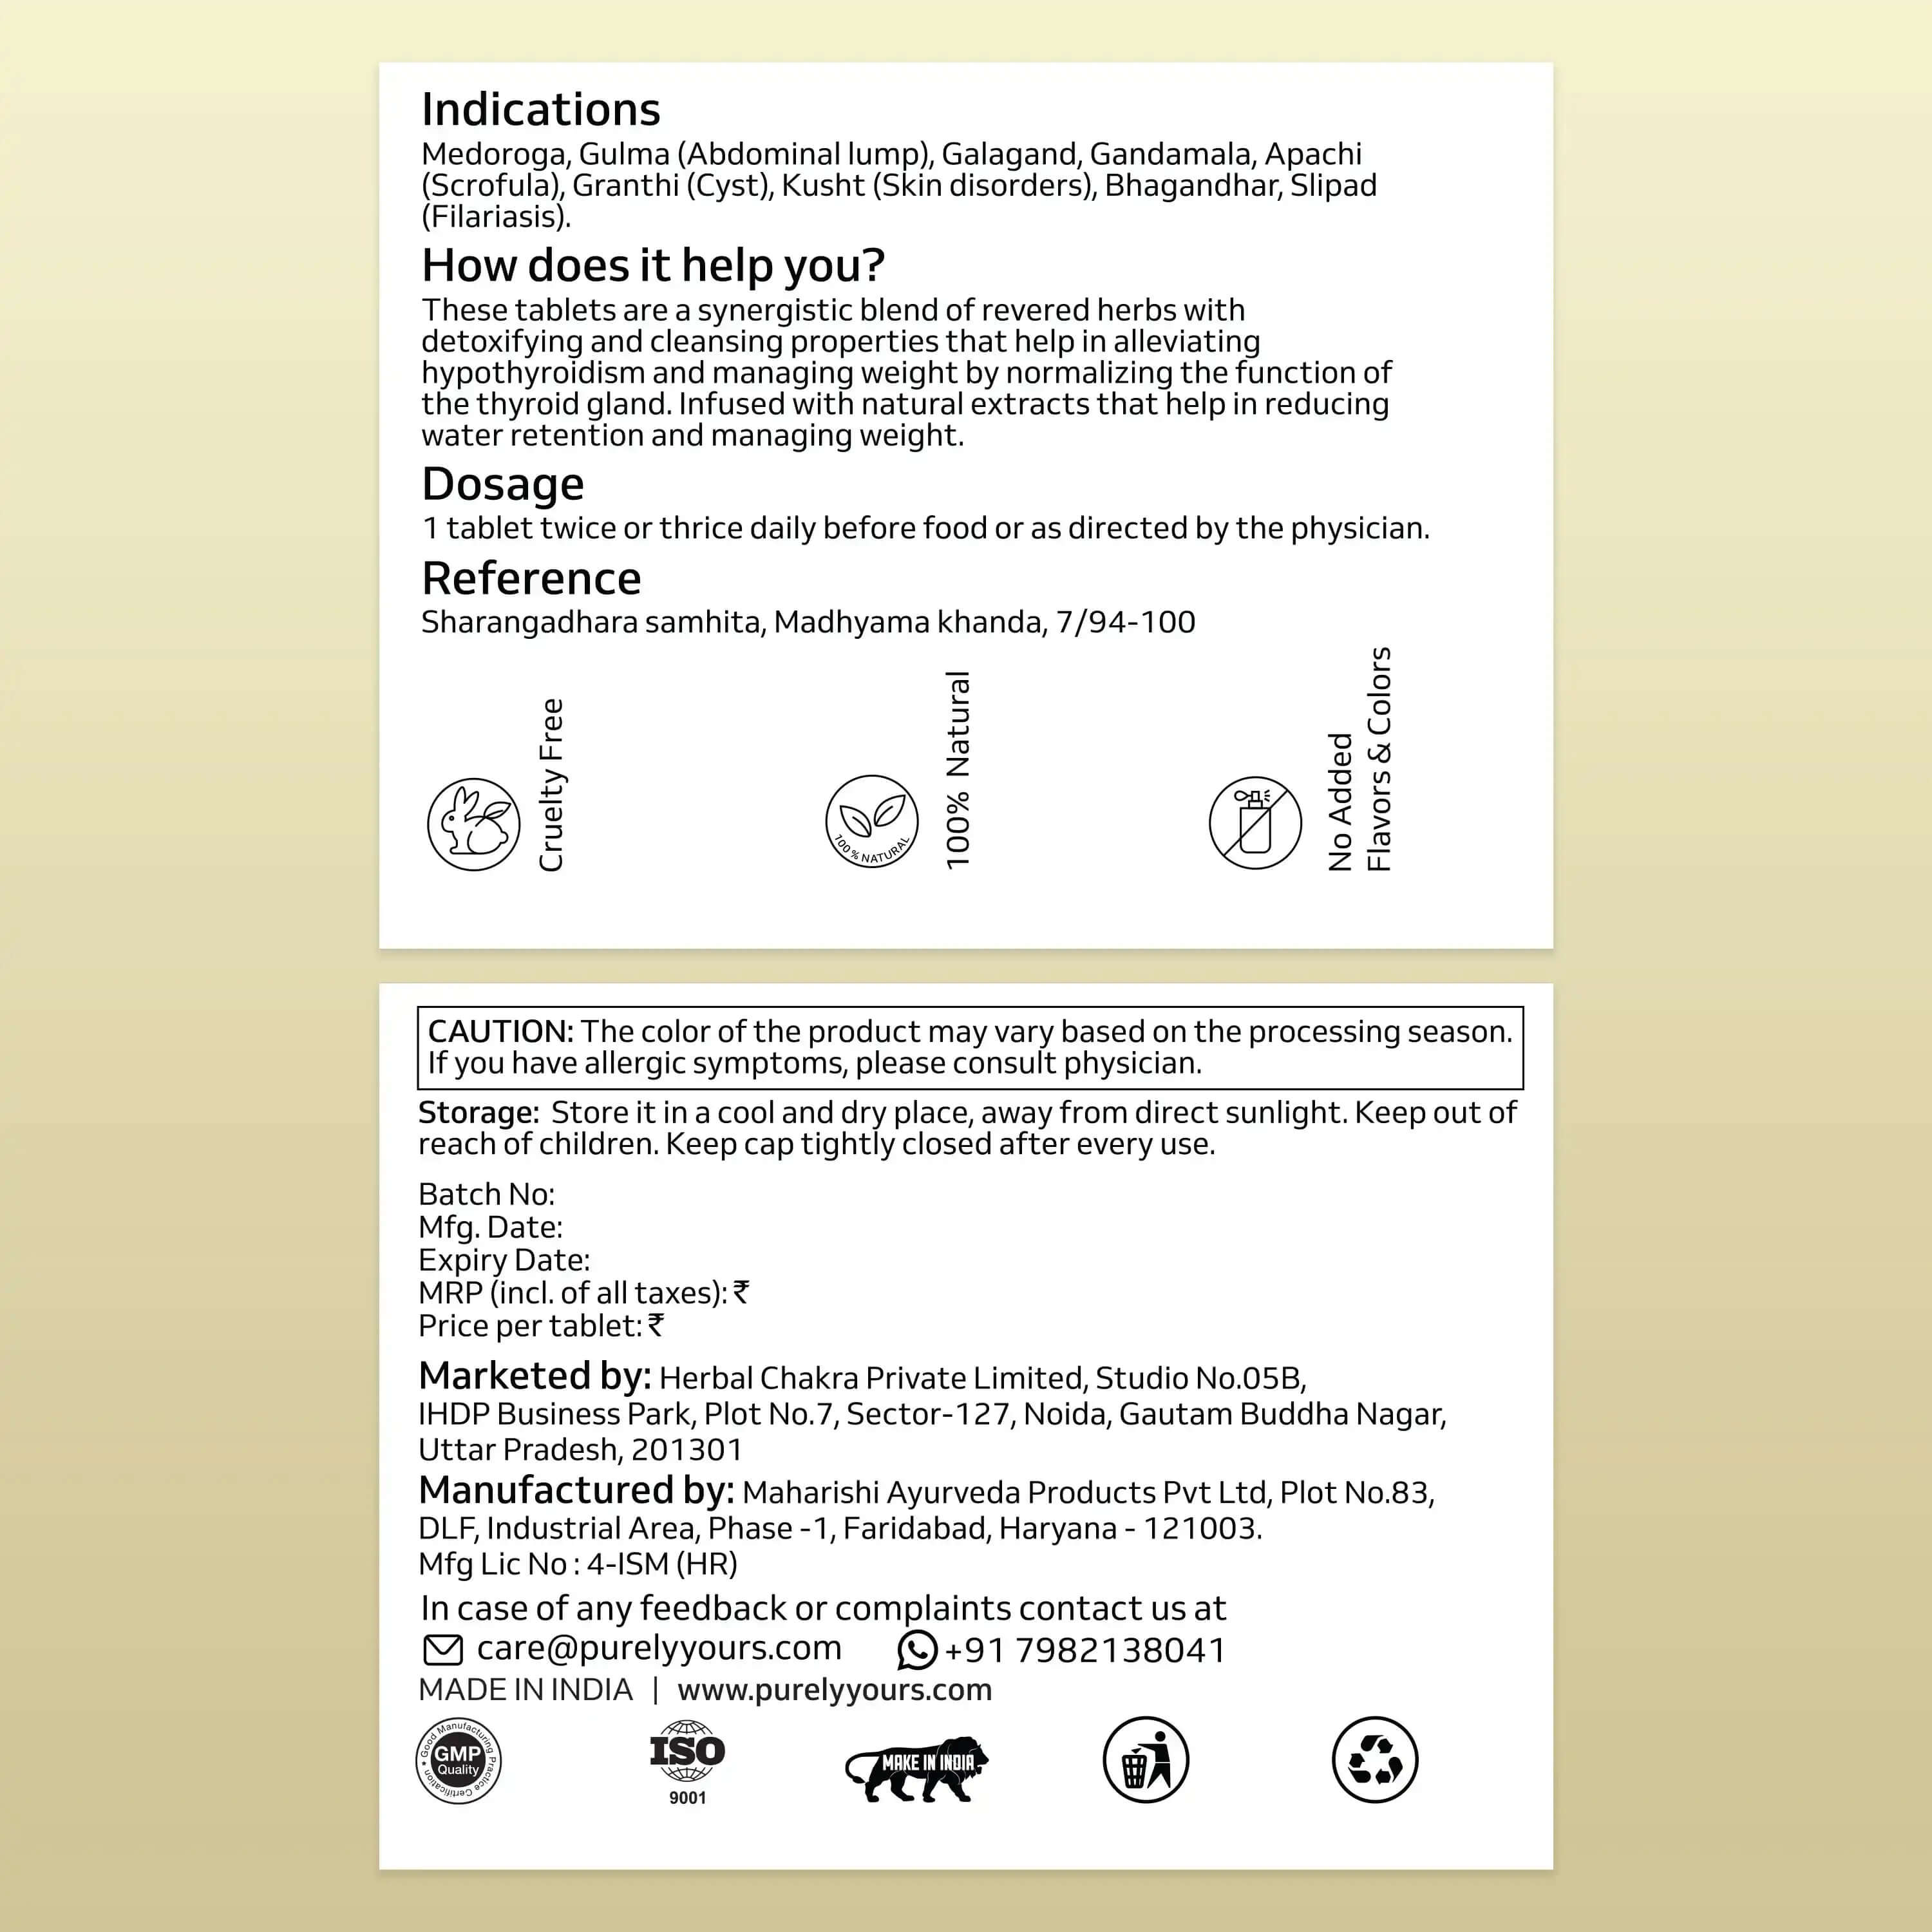 Indications
Medoroga, Gulma (Abdominal lump), Galagand, Gandamala, Apachi
(Scrofula), Granthi (Cyst), Kusht (Skin disorders), Bhagandhar, Slipad
(Filariasis).
How does it help you?
These tablets are a synergistic blend of revered herbs with
detoxifying and cleansing properties that help in alleviating
hypothyroidism and managing weight by normalizing the function of
the thyroid gland. Infused with natural extracts that help in reducing
water retention and managing weight.
Dosage
1 tablet twice or thrice daily before food or as directed by the physician.
Reference
Sharangadhara samhita, Madhyama khanda, 7/94-100
Cruelty Free
100% NATURAL
100% Natural
No Added
Flavors & Colors
CAUTION: The color of the product may vary based on the processing season.
If you have allergic symptoms, please consult physician.
Storage: Store it in a cool and dry place, away from direct sunlight. Keep out of
reach of children. Keep cap tightly closed after every use.
Batch No:
Mfg. Date:
Expiry Date:
MRP (incl. of all taxes): ₹
Price per tablet: ₹
Marketed by: Herbal Chakra Private Limited, Studio No.05B,
IHDP Business Park, Plot No.7, Sector-127, Noida, Gautam Buddha Nagar,
Uttar Pradesh, 201301
Manufactured by: Maharishi Ayurveda Products Pvt Ltd, Plot No.83,
DLF, Industrial Area, Phase -1, Faridabad, Haryana - 121003.
Mfg Lic No : 4-ISM (HR)
In case of any feedback or complaints contact us at
care@purelyyours.com +91 7982138041
MADE IN INDIA | www.purelyyours.com
Good Manufacturing Practice Certification
GMP
Quality
ISO
9001
MAKE IN INDIA